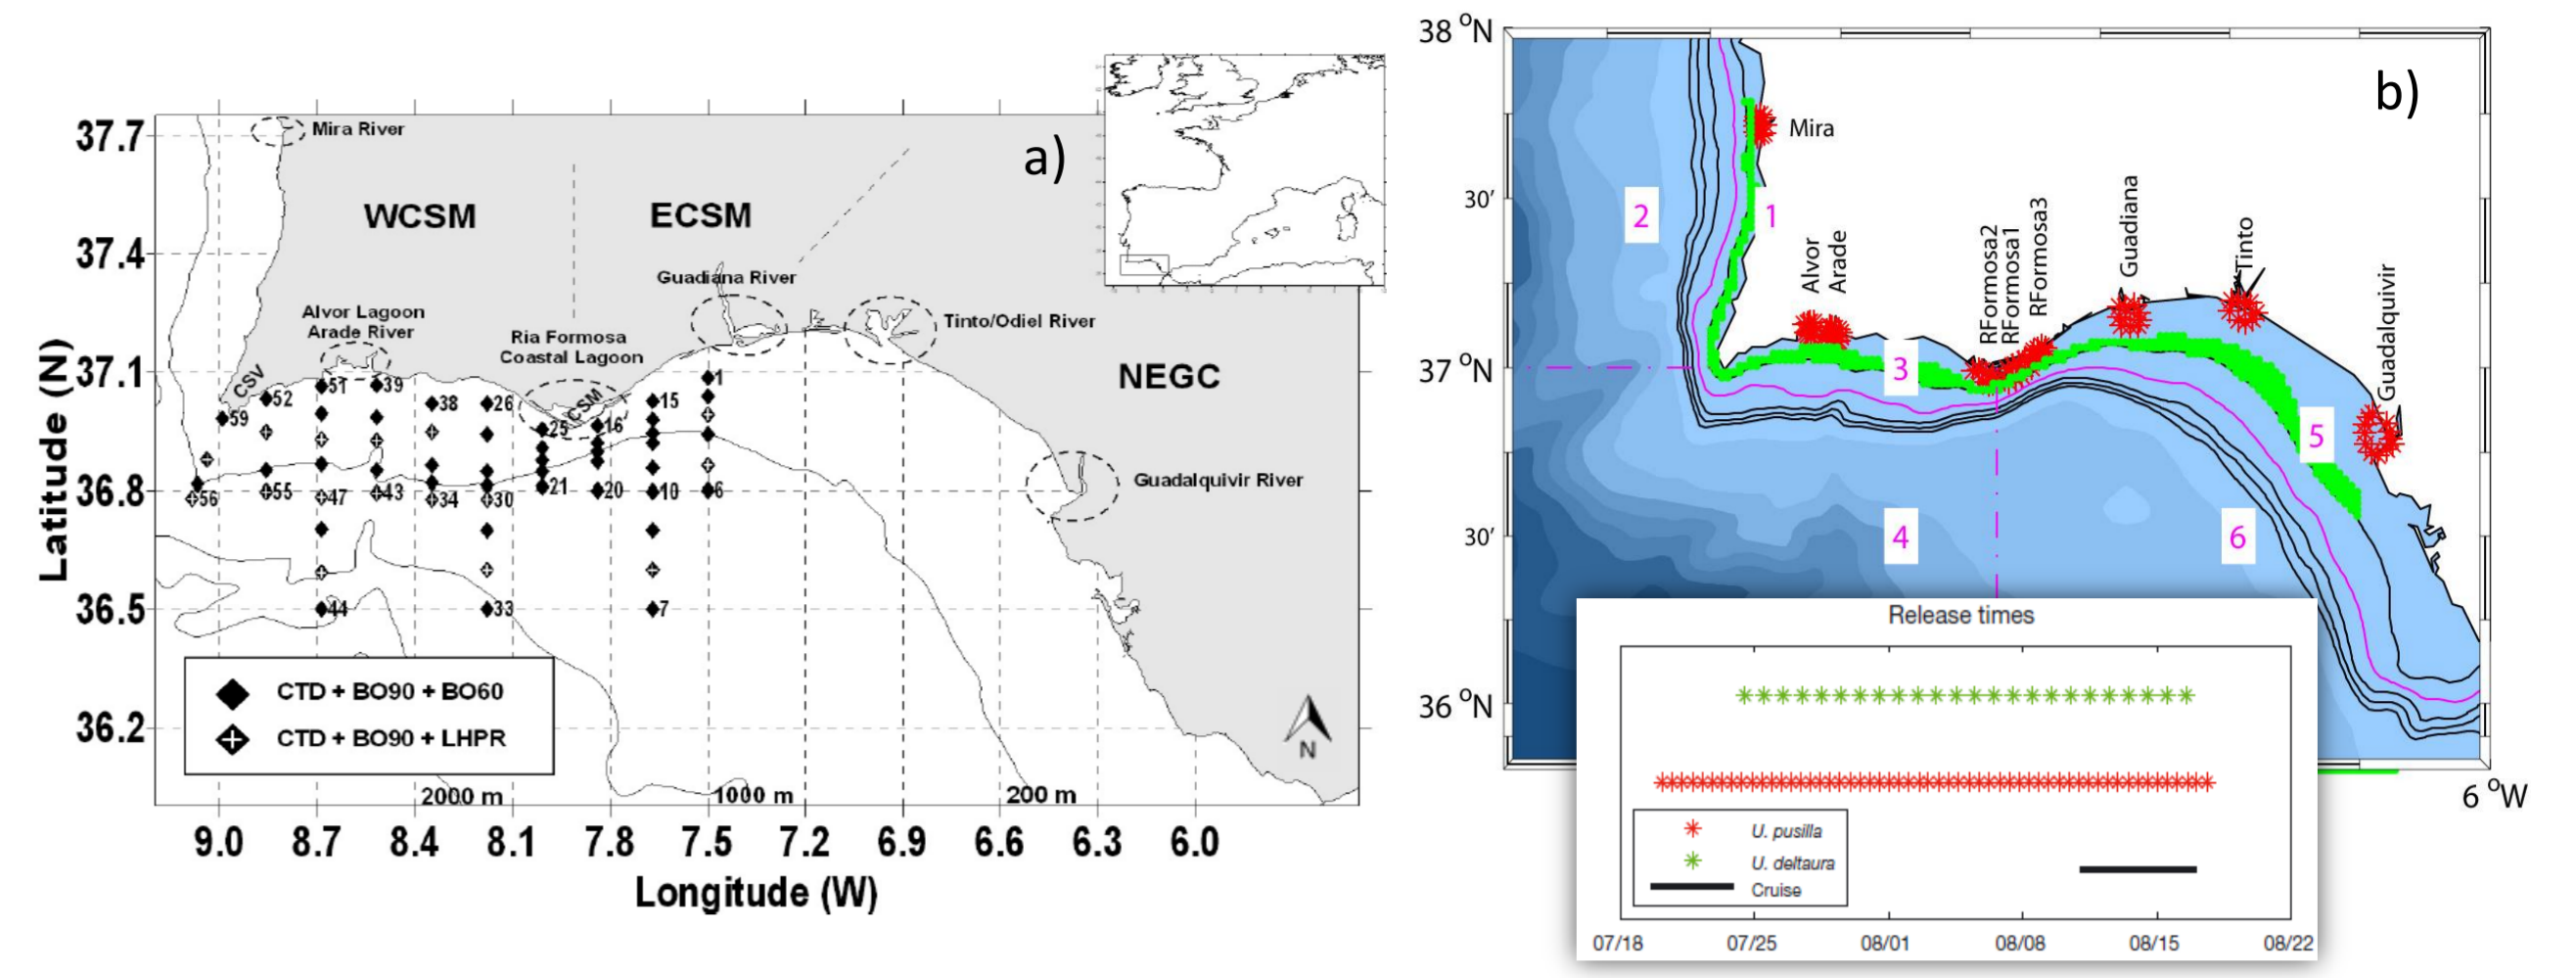 a)
37.7
37.4
37.1
36.8
36.5
36.2
Latitude (N)
Mira River
WCSM
ECSM
NEGC
Guadiana River
Alvor Lagoon
Arade River
Ria Formosa
Coastal Lagoon
Tinto/Odiel River
Guadalquivir River
CSV
CSM
59
52
51
39
38
26
25
16
15
1
56
55
47
43
34
30
21
20
10
6
44
33
7
CTD + BO90 + BO60
CTD + BO90 + LHPR
2000 m
1000 m
200 m
N
9.0
8.7
8.4
8.1
7.8
7.5
7.2
6.9
6.6
6.3
6.0
Longitude (W)
b)
38 °N
30'
37 °N
30'
36 °N
6 °W
Mira
Alvor
Arade
RFormosa2
RFormosa1
RFormosa3
Guadiana
Tinto
Guadalquivir
1
2
3
4
5
6
Release times
U. pusilla
U. deltaura
Cruise
07/18
07/25
08/01
08/08
08/15
08/22